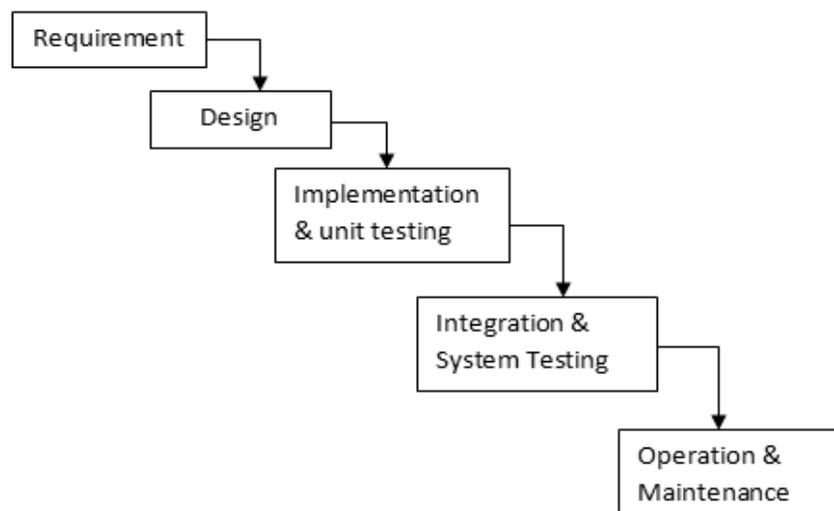 Requirement
Design
Implementation
& unit testing
Integration &
System Testing
Operation &
Maintenance